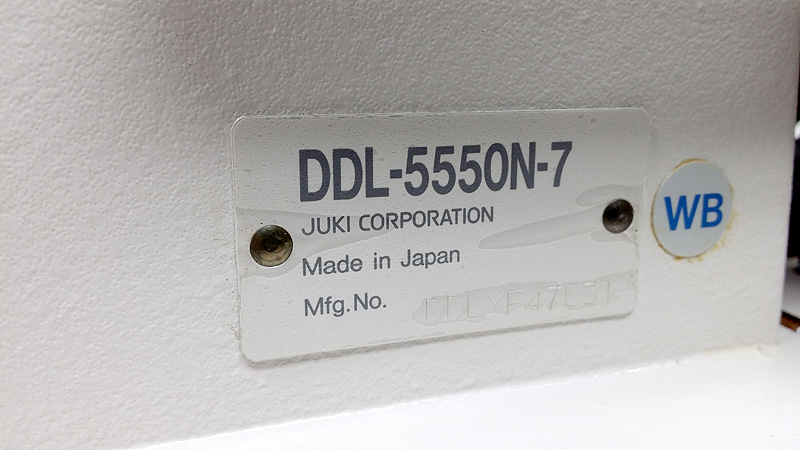 DDL-5550N-7
JUKI CORPORATION
Made in Japan
Mfg.No.
WB